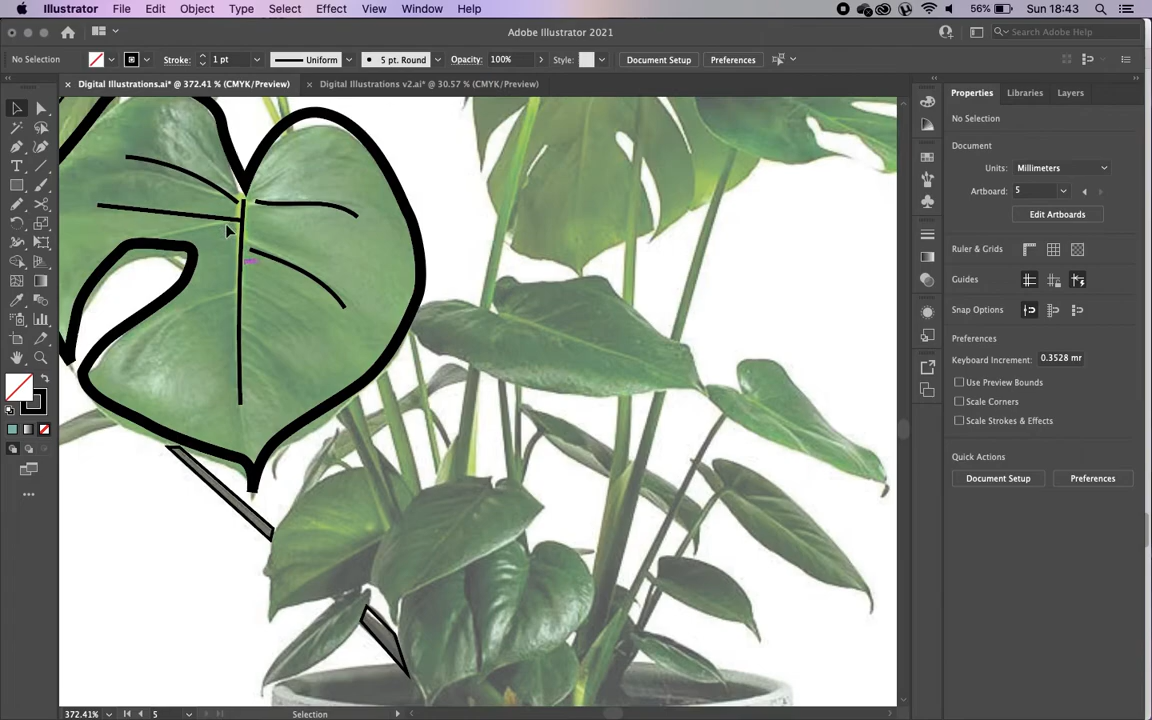 Illustrator File Edit Object Type Select Effect View Window Help 56% Sun 18:43
Adobe Illustrator 2021 Search Adobe Help
No Selection Stroke: 1 pt Uniform 5 pt. Round Opacity: 100% Style: Document Setup Preferences
× Digital Illustrations.ai* @ 372.41 % (CMYK/Preview) × Digital Illustrations v2.ai* @ 30.57 % (CMYK/Preview)
Properties Libraries Layers
No Selection
Document
Units: Millimeters
Artboard: 5
Edit Artboards
Ruler & Grids
Guides
Snap Options
Preferences
Keyboard Increment: 0.3528 mr
Use Preview Bounds
Scale Corners
Scale Strokes & Effects
Quick Actions
Document Setup Preferences
372.41% 5 Selection